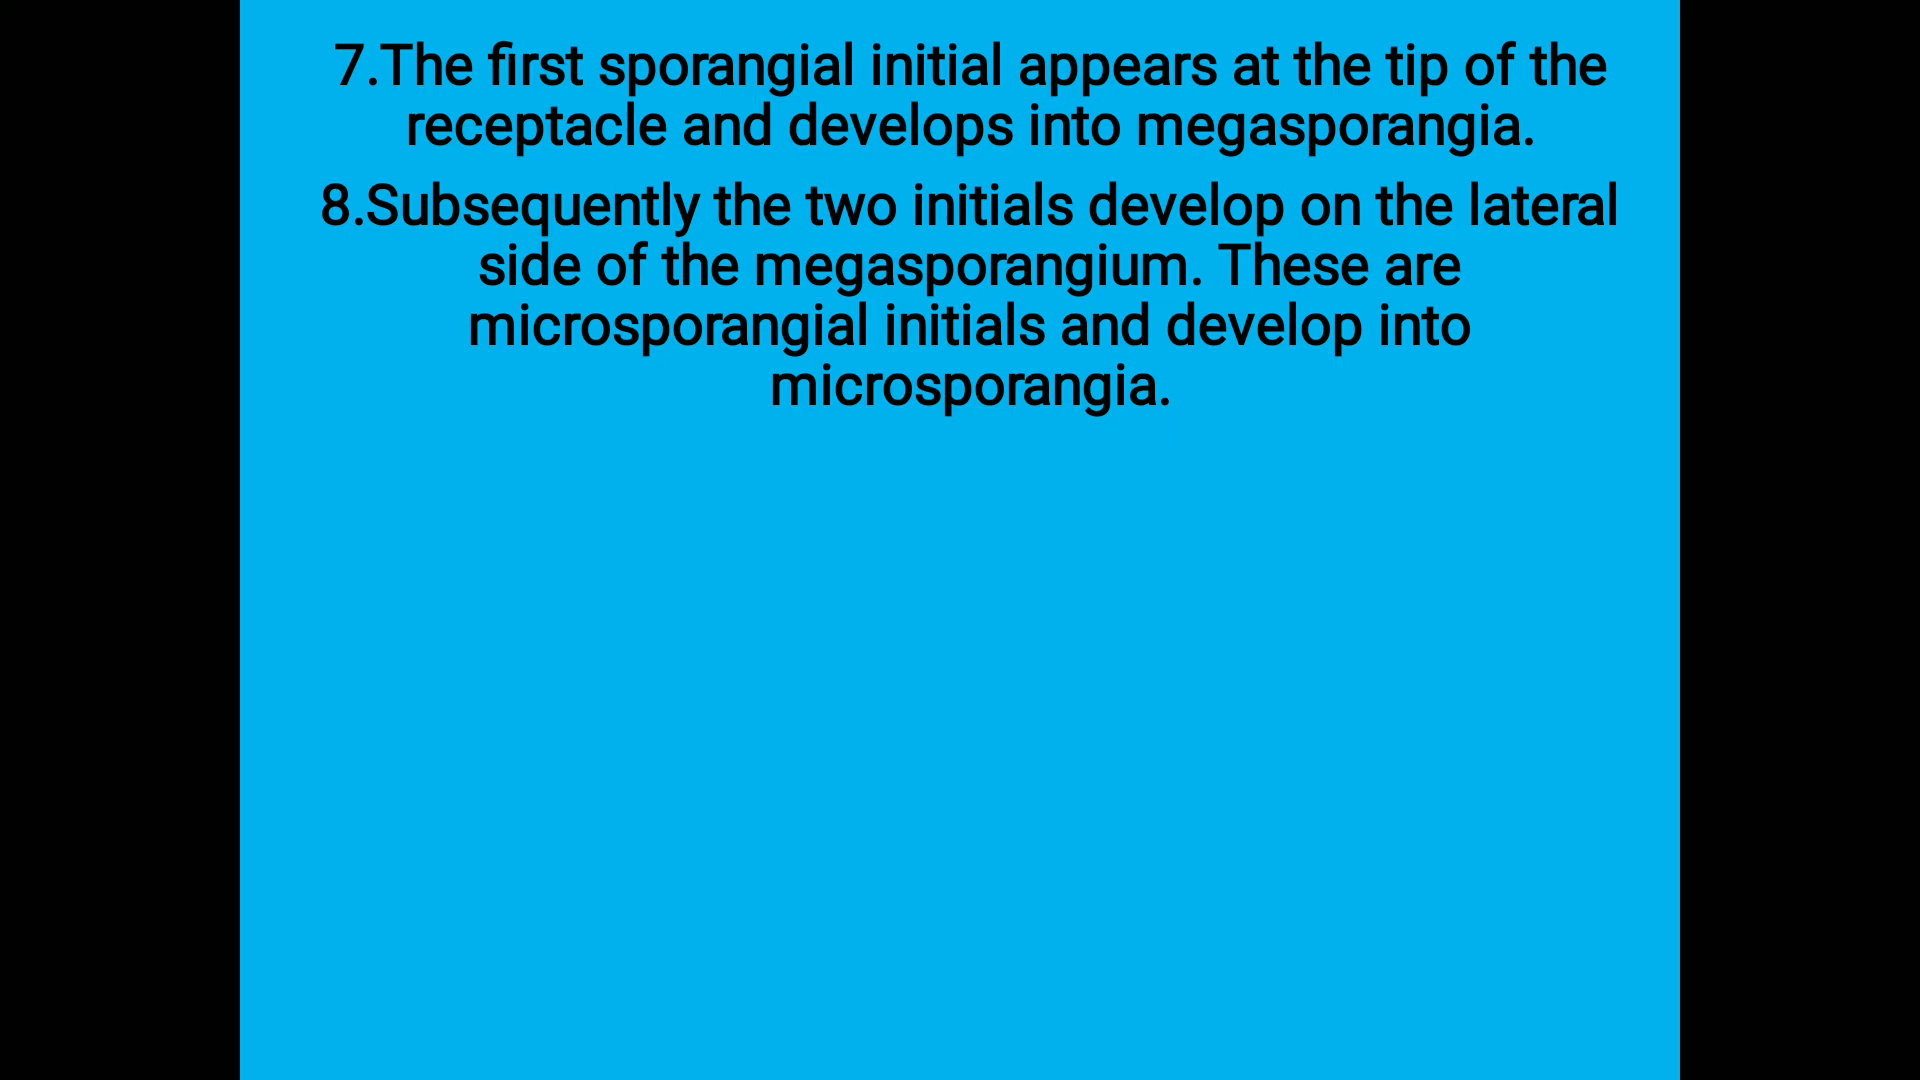 7.The first sporangial initial appears at the tip of the
receptacle and develops into megasporangia.
8.Subsequently the two initials develop on the lateral
side of the megasporangium. These are
microsporangial initials and develop into
microsporangia.